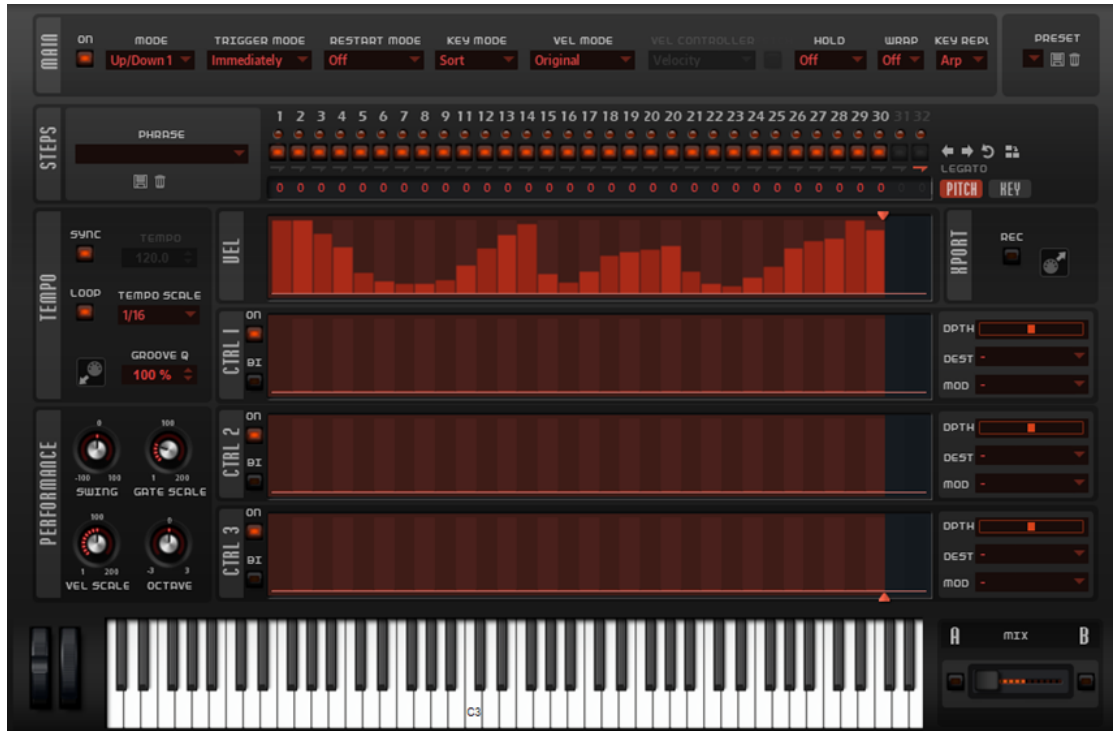 MAIN
ON MODE TRIGGER MODE RESTART MODE KEY MODE VEL MODE VEL CONTROLLER HOLD WRAP KEY REPL PRESET
Up/Down 1 Immediately Off Sort Original Velocity Off Off Arp
STEPS
PHRASE
1 2 3 4 5 6 7 8 9 11 12 13 14 15 16 17 18 19 20 20 21 22 23 24 25 26 27 28 29 30 31 32
LEGATO
0 0 0 0 0 0 0 0 0 0 0 0 0 0 0 0 0 0 0 0 0 0 0 0 0 0 0 0 0 0 0 0
PITCH KEY
TEMPO
SYNC TEMPO
120.0
LOOP TEMPO SCALE
1/16
GROOVE Q
100 %
VEL
XPORT
REC
CTRL 1
ON
BI
DPTH
DEST -
MOD -
PERFORMANCE
0 100
-100 100 1 200
SWING GATE SCALE
100 0
1 200 -3 3
VEL SCALE OCTAVE
CTRL 2
ON
BI
DPTH
DEST -
MOD -
CTRL 3
ON
BI
DPTH
DEST -
MOD -
C3
A MIX B